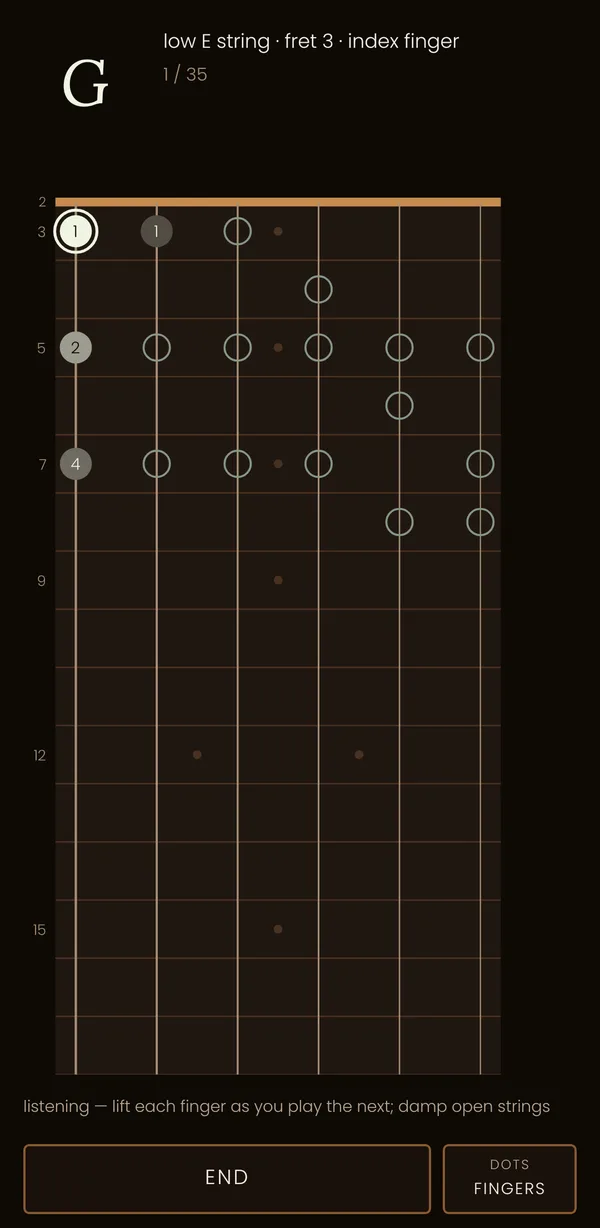 low E string · fret 3 · index finger
G
1 / 35
2
3
1
1
5
2
7
4
9
12
15
listening — lift each finger as you play the next; damp open strings
END
DOTS
FINGERS